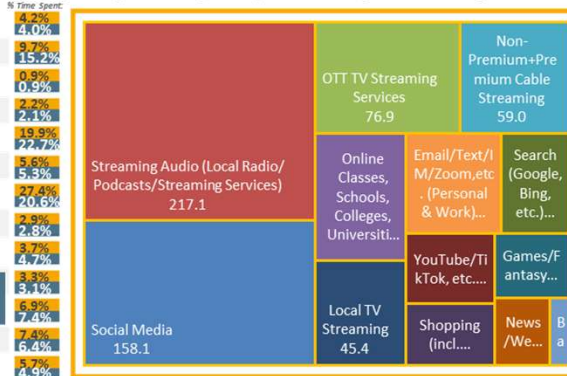 % Time Spent:
4.2%
4.0%
9.7%
15.2%
0.9%
0.9%
2.2%
2.1%
19.9%
22.7%
5.6%
5.3%
27.4%
20.6%
2.9%
2.8%
3.7%
4.7%
3.3%
3.1%
6.9%
7.4%
7.4%
6.4%
5.7%
4.9%
Streaming Audio (Local Radio/
Podcasts/Streaming Services)
217.1
Social Media
158.1
OTT TV Streaming
Services
76.9
Non-
Premium+Pre
mium Cable
Streaming
59.0
Online
Classes,
Schools,
Colleges,
Universiti...
Email/Text/I
M/Zoom,etc
. (Personal
& Work)...
Search
(Google,
Bing,
etc.)...
Local TV
Streaming
45.4
YouTube/Ti
kTok, etc....
Games/F
antasy...
Shopping
(incl....
News
/We...
B
a